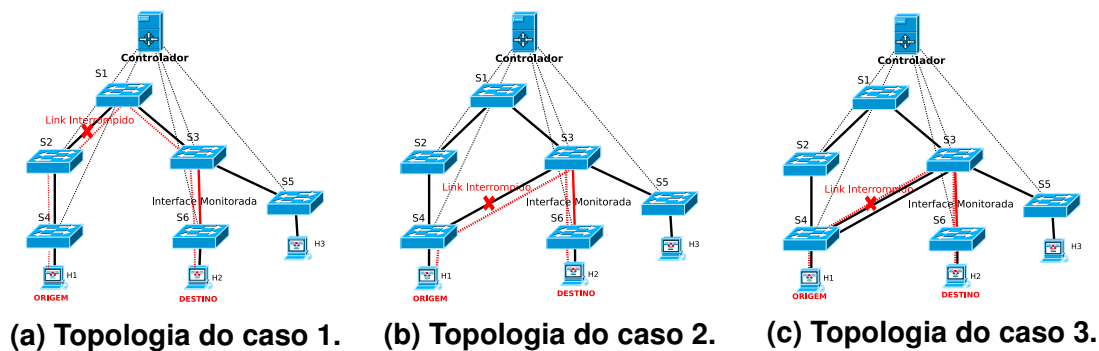 Controlador
S1
Link Interrompido
S2
S3
S5
Interface Monitorada
S4
S6
H3
H1
H2
ORIGEM
DESTINO
(a) Topologia do caso 1.
Controlador
S1
S2
S3
Link Interrompido
S5
Interface Monitorada
S4
S6
H3
H1
H2
ORIGEM
DESTINO
(b) Topologia do caso 2.
Controlador
S1
S2
S3
Link Interrompido
S5
Interface Monitorada
S4
S6
H3
H1
H2
ORIGEM
DESTINO
(c) Topologia do caso 3.